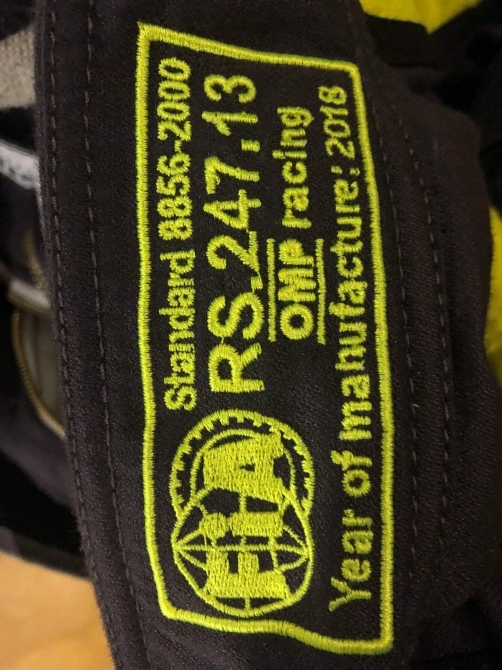 FiA
Standard 8856-2000
RS.247.13
OMP racing
Year of manufacture: 2018